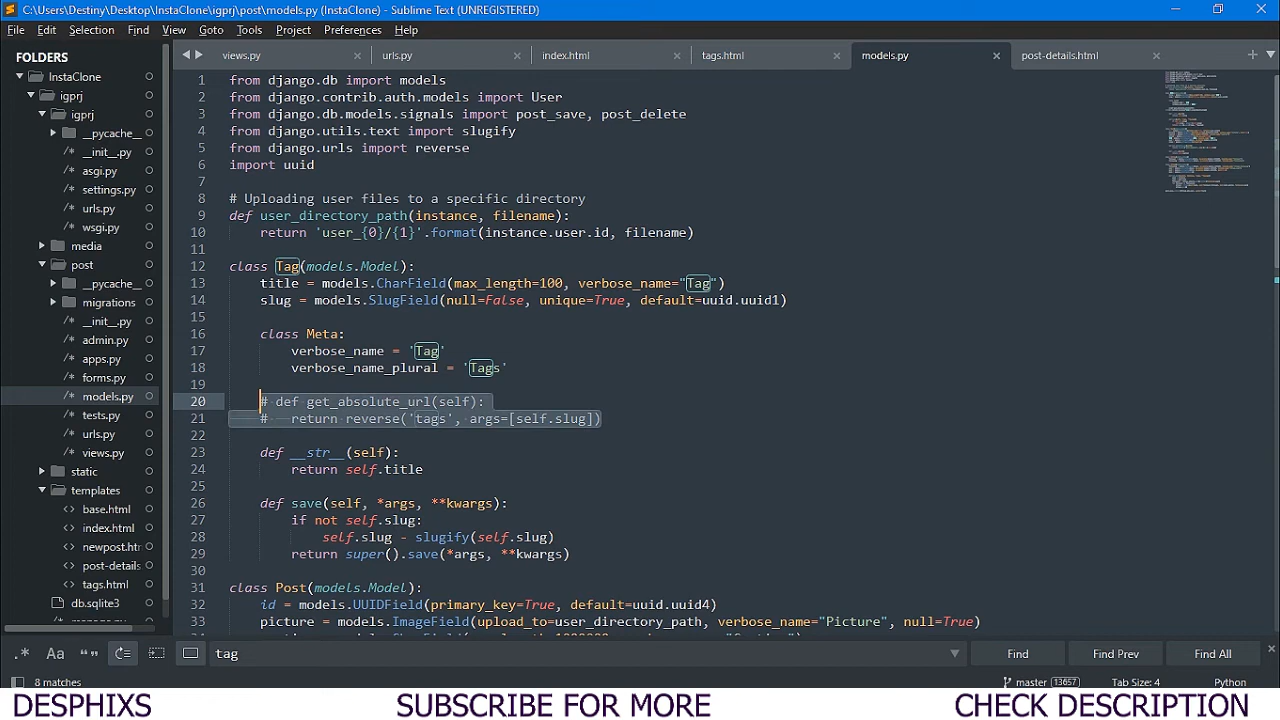 C:\Users\Destiny\Desktop\InstaClone\igprj\post\models.py (InstaClone) - Sublime Text (UNREGISTERED)
File Edit Selection Find View Goto Tools Project Preferences Help
FOLDERS
InstaClone
igprj
igprj
__pycache_
__init__.py
asgi.py
settings.py
urls.py
wsgi.py
media
post
__pycache_
migrations
__init__.py
admin.py
apps.py
forms.py
models.py
tests.py
urls.py
views.py
static
templates
base.html
index.html
newpost.htm
post-details
tags.html
db.sqlite3
views.py urls.py index.html tags.html models.py post-details.html
1 from django.db import models
2 from django.contrib.auth.models import User
3 from django.db.models.signals import post_save, post_delete
4 from django.utils.text import slugify
5 from django.urls import reverse
6 import uuid
7
8 # Uploading user files to a specific directory
9 def user_directory_path(instance, filename):
10 return 'user_{0}/{1}'.format(instance.user.id, filename)
11
12 class Tag(models.Model):
13 title = models.CharField(max_length=100, verbose_name="Tag")
14 slug = models.SlugField(null=False, unique=True, default=uuid.uuid1)
15
16 class Meta:
17 verbose_name = 'Tag'
18 verbose_name_plural = 'Tags'
19
20 # def get_absolute_url(self):
21 # return reverse('tags', args=[self.slug])
22
23 def __str__(self):
24 return self.title
25
26 def save(self, *args, **kwargs):
27 if not self.slug:
28 self.slug - slugify(self.slug)
29 return super().save(*args, **kwargs)
30
31 class Post(models.Model):
32 id = models.UUIDField(primary_key=True, default=uuid.uuid4)
33 picture = models.ImageField(upload_to=user_directory_path, verbose_name="Picture", null=True)
.* Aa “ ” tag Find Find Prev Find All
8 matches master 13657 Tab Size: 4 Python
DESPHIXS SUBSCRIBE FOR MORE CHECK DESCRIPTION